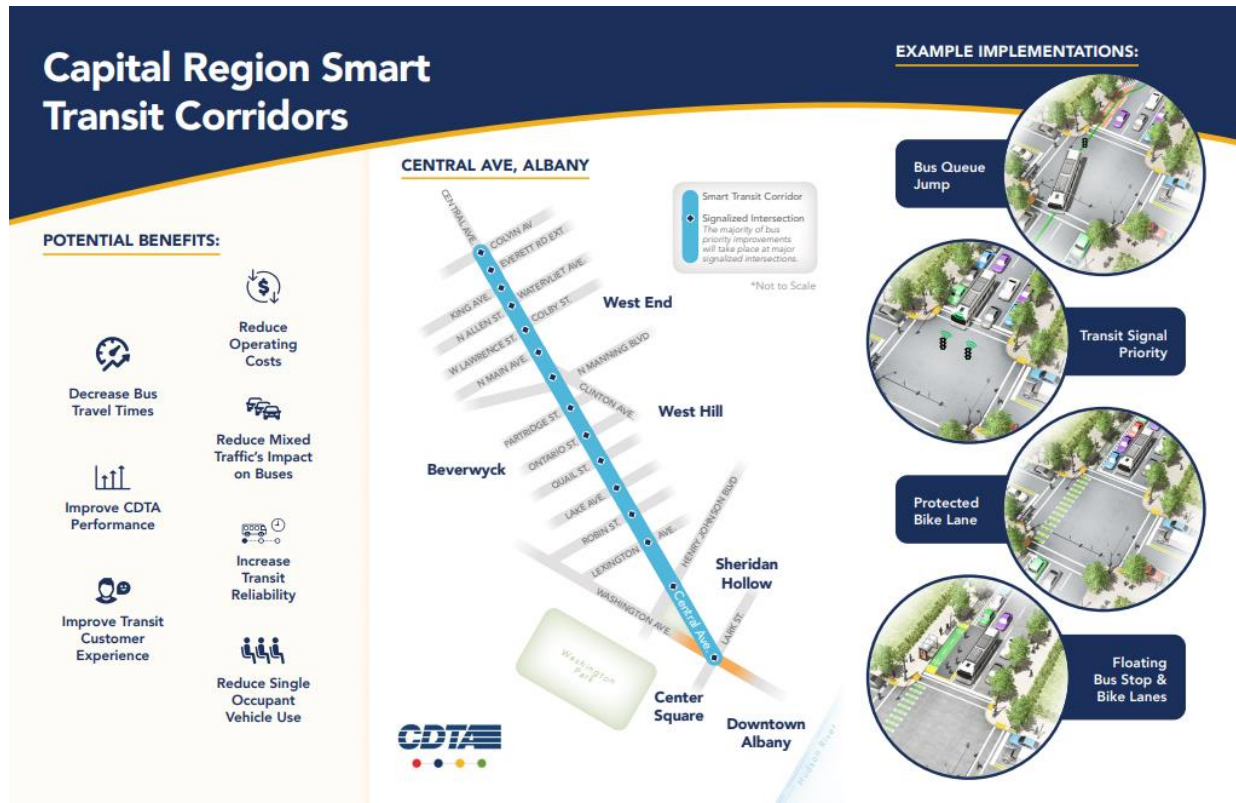 Capital Region Smart
Transit Corridors
POTENTIAL BENEFITS:
Decrease Bus
Travel Times
Improve CDTA
Performance
Improve Transit
Customer
Experience
Reduce
Operating
Costs
Reduce Mixed
Traffic's Impact
on Buses
Increase
Transit
Reliability
Reduce Single
Occupant
Vehicle Use
CENTRAL AVE, ALBANY
Smart Transit Corridor
Signalized Intersection
The majority of bus
priority improvements
will take place at major
signalized intersections.
*Not to Scale
CENTRAL AVE.
COLVIN AV
EVERETT RD EXT.
KING AVE.
WATERVLIET AVE.
N ALLEN ST.
COLBY ST.
West End
W LAWRENCE ST.
N MAIN AVE.
N MANNING BLVD
CLINTON AVE.
West Hill
PARTRIDGE ST.
ONTARIO ST.
Beverwyck
QUAIL ST.
LAKE AVE.
ROBIN ST.
LEXINGTON AVE.
HENRY JOHNSON BLVD
Sheridan
Hollow
WASHINGTON AVE.
Central Ave.
LARK ST.
Washington
Park
Center
Square
Downtown
Albany
Hudson River
CDTA
EXAMPLE IMPLEMENTATIONS:
Bus Queue
Jump
Transit Signal
Priority
Protected
Bike Lane
Floating
Bus Stop &
Bike Lanes